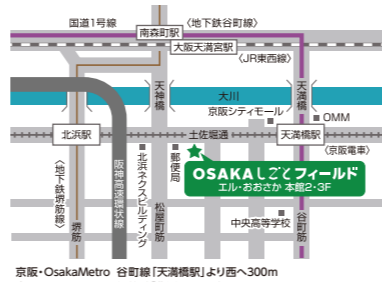 国道1号線
〈地下鉄谷町線〉
南森町駅
大阪天満宮駅
〈JR東西線〉
天神橋
大川
天満橋
京阪シティモール
OMM
北浜駅
土佐堀通
天満橋駅
〈京阪電車〉
〈地下鉄堺筋線〉
堺筋
阪神高速環状線
北浜ネクスビルディング
郵便局
松屋町筋
OSAKAしごとフィールド
エル・おおさか 本館2・3F
中央高等学校
谷町筋
京阪・OsakaMetro 谷町線「天満橋駅」より西へ300m